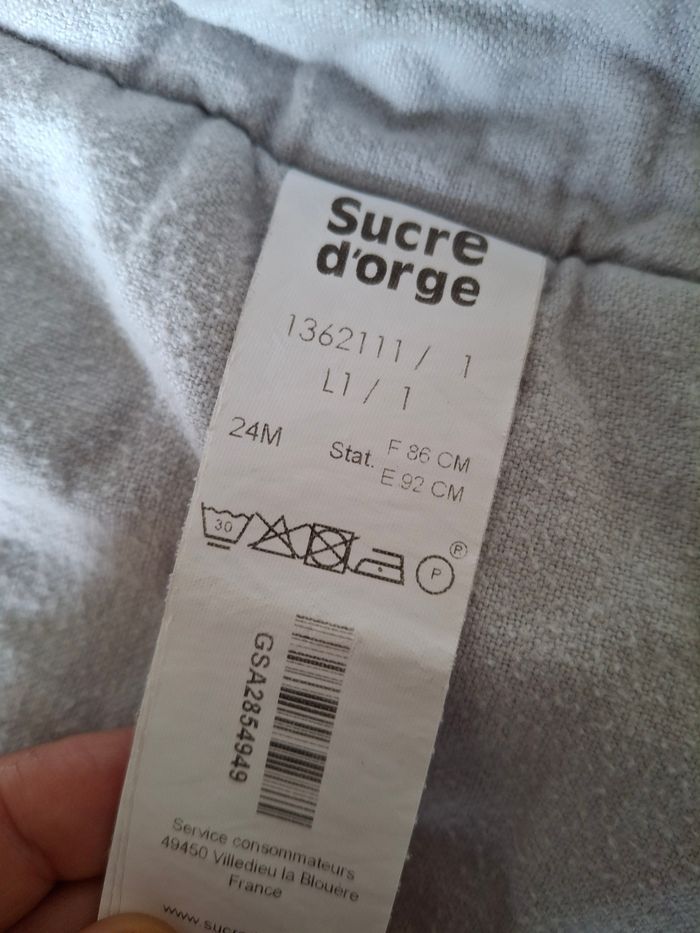 Sucre
d'orge
1362111 / 1
L1 / 1
24M
Stat. F 86 CM
E 92 CM
30
P
GSA2854949
Service consommateurs
49450 Villedieu la Blouère
France